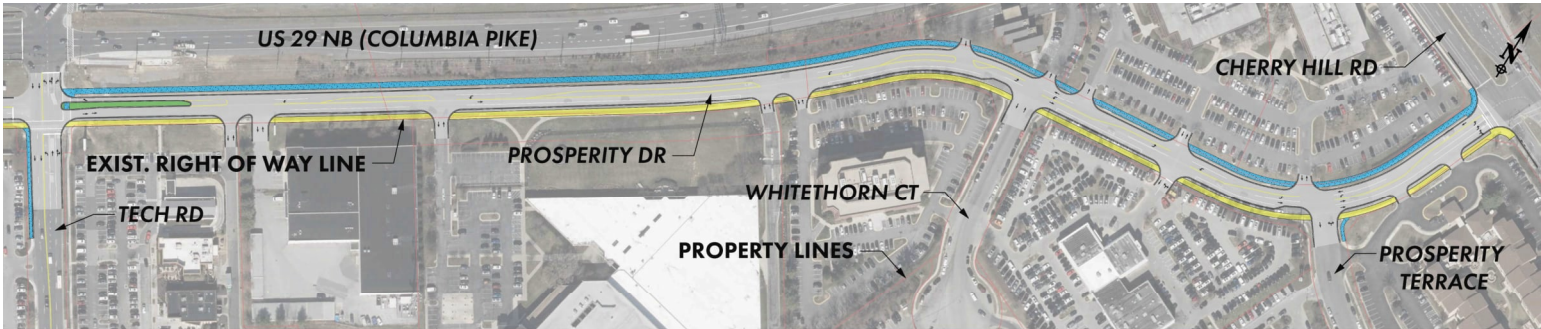 US 29 NB (COLUMBIA PIKE)
CHERRY HILL RD
N
EXIST. RIGHT OF WAY LINE
PROSPERITY DR
WHITETHORN CT
TECH RD
PROPERTY LINES
PROSPERITY
TERRACE